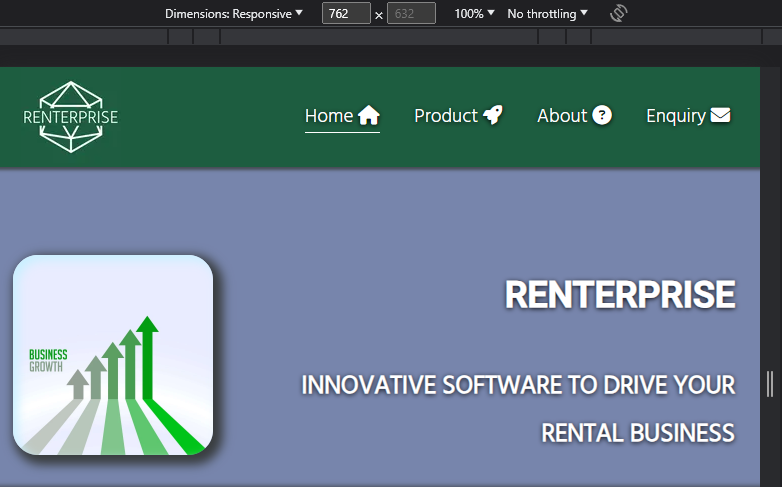 Dimensions: Responsive 762 × 632 100% No throttling
RENTERPRISE
Home Product About ? Enquiry
RENTERPRISE
BUSINESS
GROWTH
INNOVATIVE SOFTWARE TO DRIVE YOUR
RENTAL BUSINESS